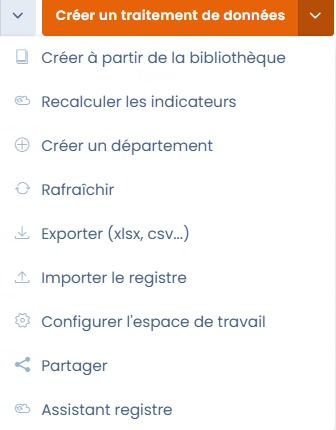 Créer un traitement de données
Créer à partir de la bibliothèque
Recalculer les indicateurs
Créer un département
Rafraîchir
Exporter (xlsx, csv...)
Importer le registre
Configurer l'espace de travail
Partager
Assistant registre